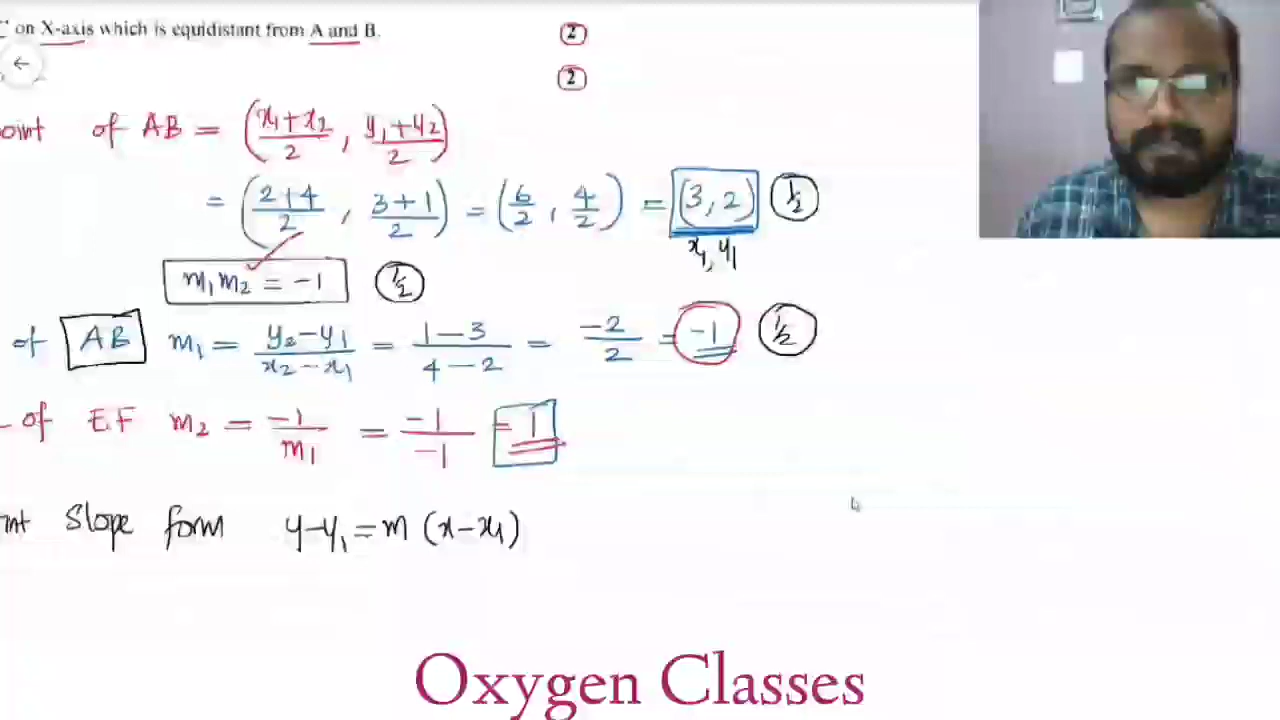 on X-axis which is equidistant from A and B.
2
2
oint of AB = (x₁+x₂/2, y₁+y₂/2)
= (2+4/2, 3+1/2) = (6/2, 4/2) = (3, 2) 1/2
x₁, y₁
m₁m₂ = -1 1/2
of AB m₁ = y₂-y₁/x₂-x₁ = 1-3/4-2 = -2/2 = -1 1/2
of EF m₂ = -1/m₁ = -1/-1 = 1
nt Slope form y-y₁ = m(x-x₁)
Oxygen Classes